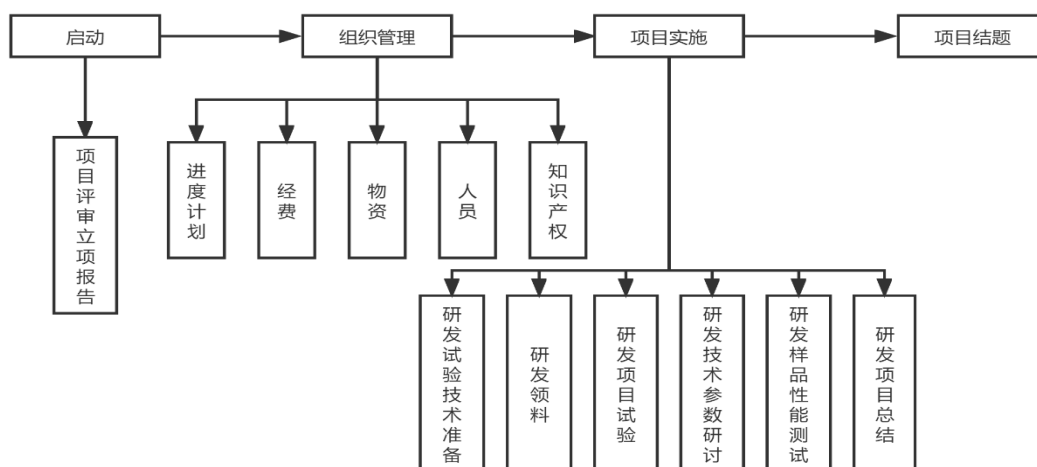 启动
组织管理
项目实施
项目结题
项目评审立项报告
进度计划
经费
物资
人员
知识产权
研发试验技术准备
研发领料
研发项目试验
研发技术参数研讨
研发样品性能测试
研发项目总结